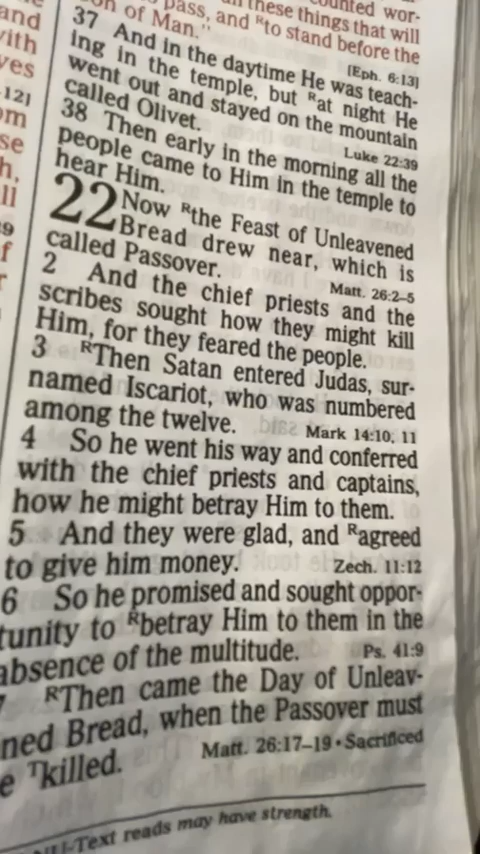 and
with
yes
12]
om
se
h,
ll
9
f
r
counted wor-
pass, and ᴿto stand before the
on of Man."
[Eph. 6:13]
37 And in the daytime He was teach-
ing in the temple, but ᴿat night He
went out and stayed on the mountain
called Olivet.
Luke 22:39
38 Then early in the morning all the
people came to Him in the temple to
hear Him.
22 Now ᴿthe Feast of Unleavened
Bread drew near, which is
called Passover.
Matt. 26:2–5
2 And the chief priests and the
scribes sought how they might kill
Him, for they feared the people.
3 ᴿThen Satan entered Judas, sur-
named Iscariot, who was numbered
among the twelve.
Mark 14:10, 11
4 So he went his way and conferred
with the chief priests and captains,
how he might betray Him to them.
5 And they were glad, and ᴿagreed
to give him money.
Zech. 11:12
6 So he promised and sought oppor-
tunity to ᴿbetray Him to them in the
absence of the multitude.
Ps. 41:9
7 ᴿThen came the Day of Unleav-
ned Bread, when the Passover must
e ᵀkilled.
Matt. 26:17–19 • Sacrificed
NU-Text reads may have strength.